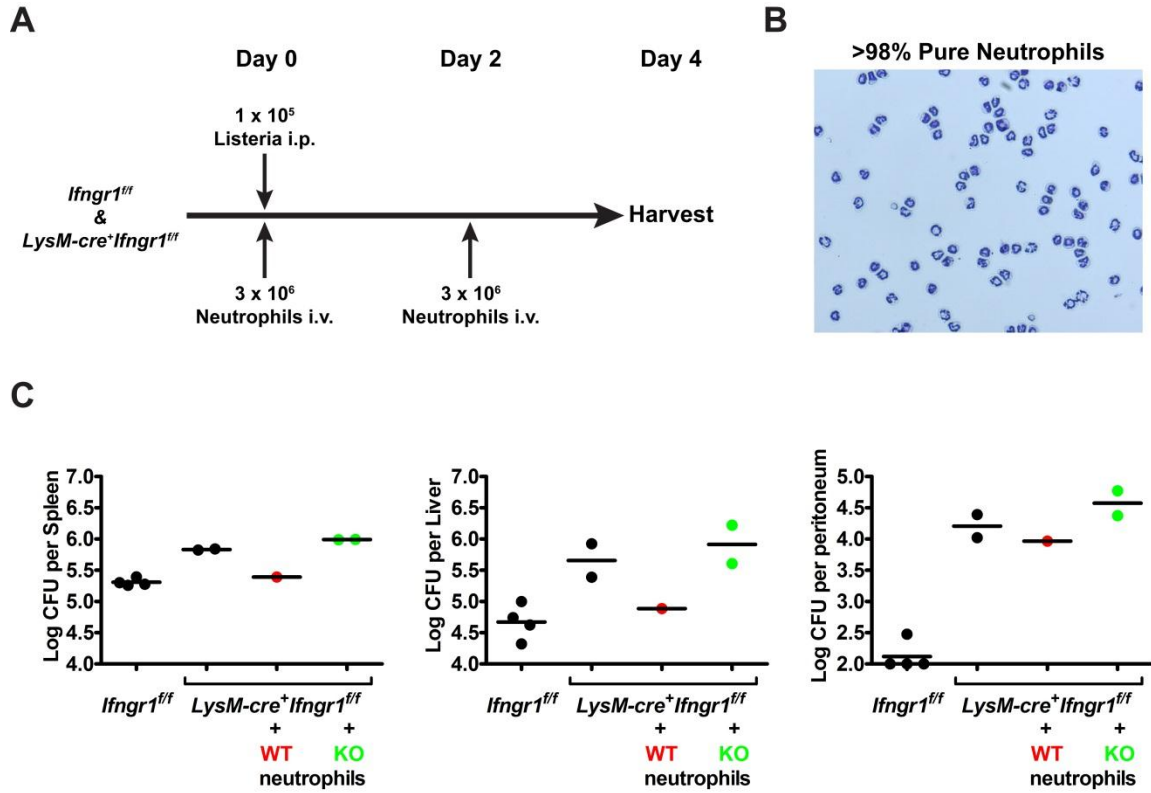 A
Day 0
Day 2
Day 4
1 x 10⁵
Listeria i.p.
Ifngr1f/f
&
LysM-cre⁺Ifngr1f/f
Harvest
3 x 10⁶
Neutrophils i.v.
3 x 10⁶
Neutrophils i.v.
B
>98% Pure Neutrophils
C
Log CFU per Spleen
7.0
6.5
6.0
5.5
5.0
4.5
4.0
Ifngr1f/f
LysM-cre⁺Ifngr1f/f
+ +
WT KO
neutrophils
Log CFU per Liver
7.0
6.5
6.0
5.5
5.0
4.5
4.0
Ifngr1f/f
LysM-cre⁺Ifngr1f/f
+ +
WT KO
neutrophils
Log CFU per peritoneum
5.0
4.5
4.0
3.5
3.0
2.5
2.0
Ifngr1f/f
LysM-cre⁺Ifngr1f/f
+ +
WT KO
neutrophils